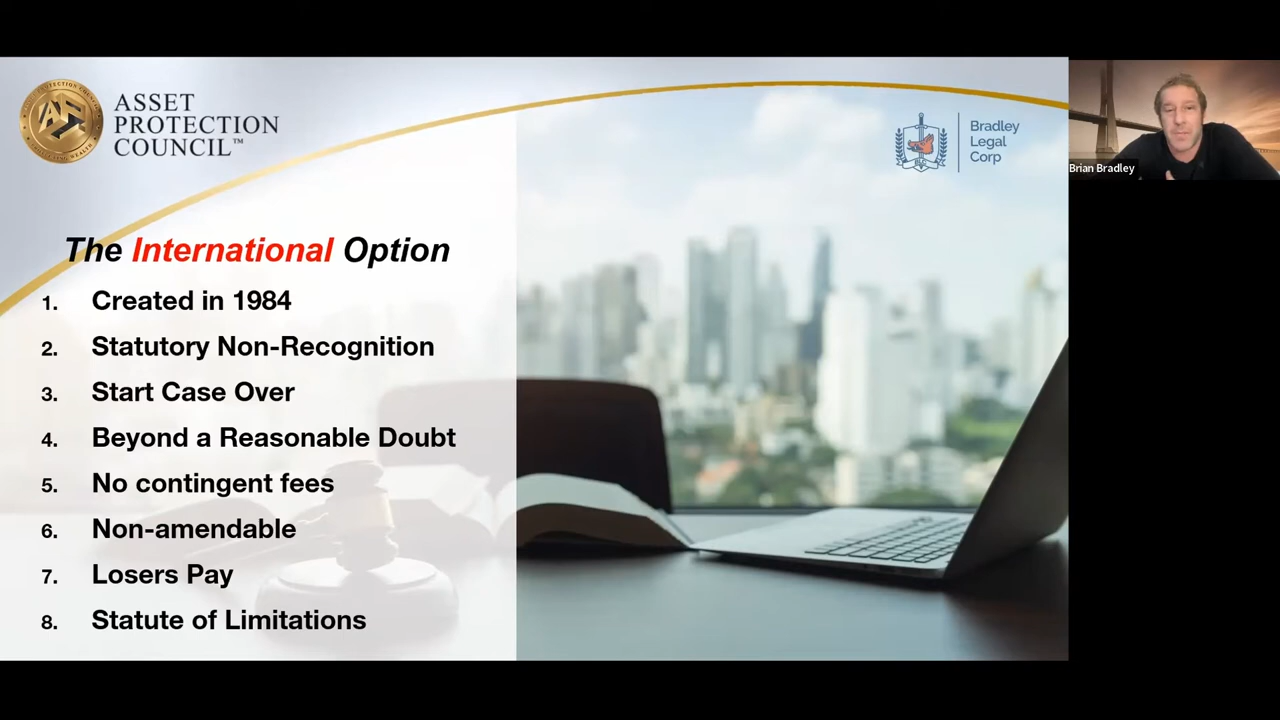 ASSET
PROTECTION
COUNCIL™
Bradley
Legal
Corp
Brian Bradley
The International Option
1. Created in 1984
2. Statutory Non-Recognition
3. Start Case Over
4. Beyond a Reasonable Doubt
5. No contingent fees
6. Non-amendable
7. Losers Pay
8. Statute of Limitations